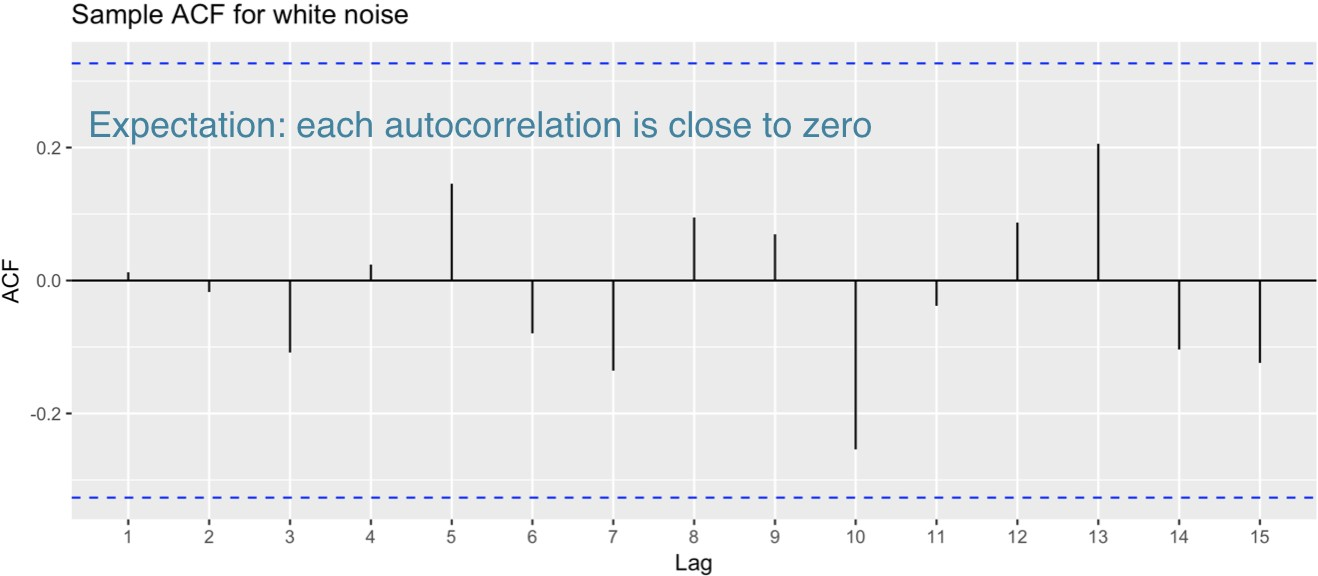 Sample ACF for white noise
Expectation: each autocorrelation is close to zero
0.2
0.0
-0.2
ACF
1 2 3 4 5 6 7 8 9 10 11 12 13 14 15
Lag